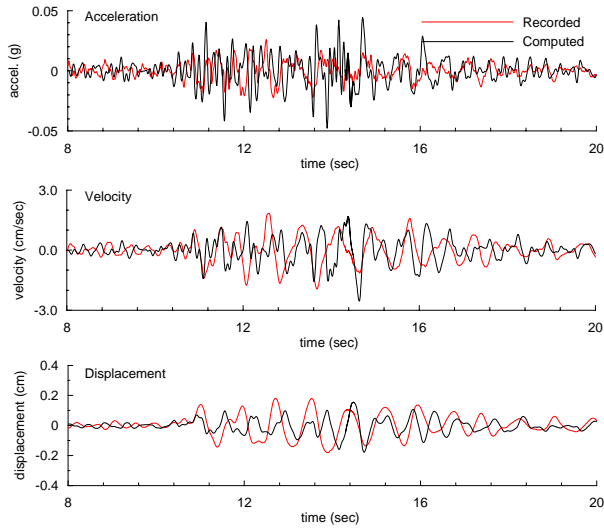 Acceleration
Recorded
Computed
accel. (g)
0.05
0
-0.05
8
12
16
20
time (sec)
Velocity
velocity (cm/sec)
3.0
0.0
-3.0
8
12
16
20
time (sec)
Displacement
displacement (cm)
0.4
0.2
0
-0.2
-0.4
8
12
16
20
time (sec)